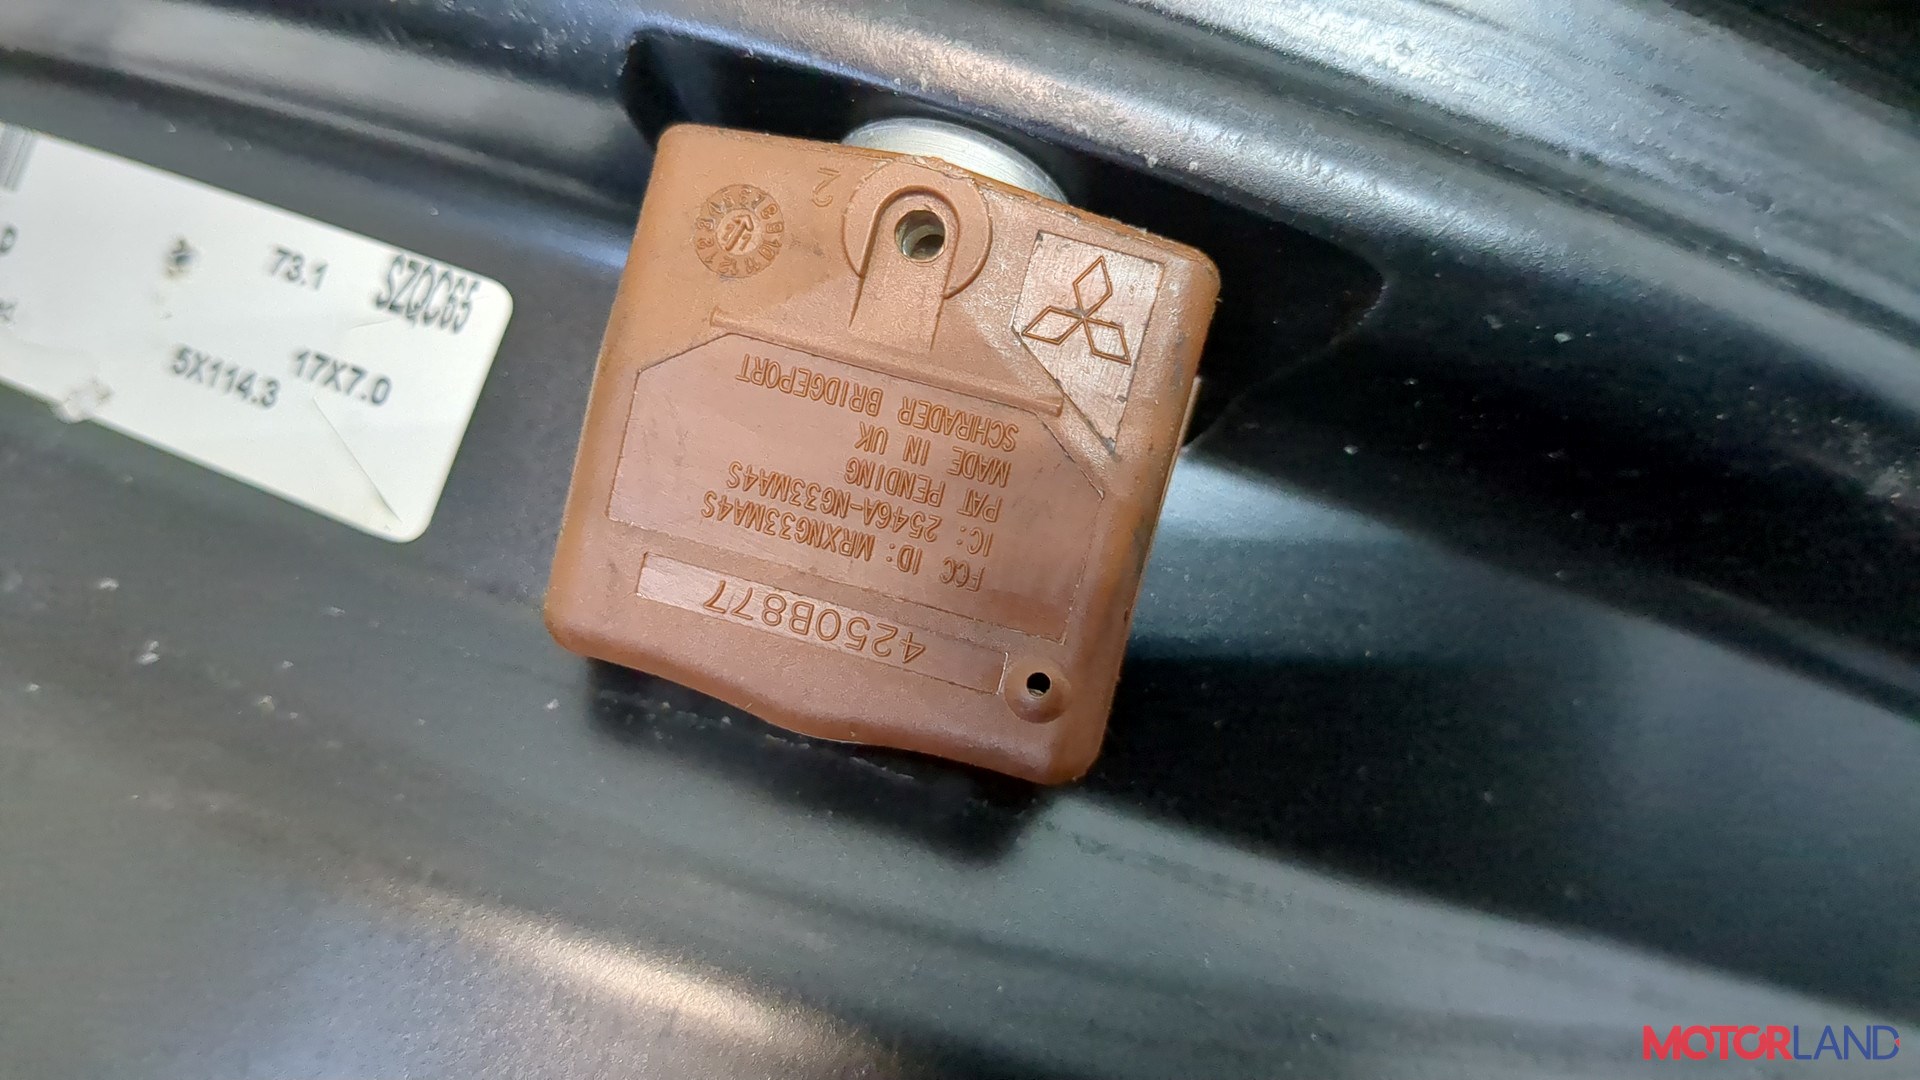 73.1 SZQC65
5X114.3 17X7.0
2
4250B877
FCC ID: MRXNG33MA4S
IC: 2546A-NG33MA4S
PAT PENDING
MADE IN UK
SCHRADER BRIDGEPORT
MOTORLAND